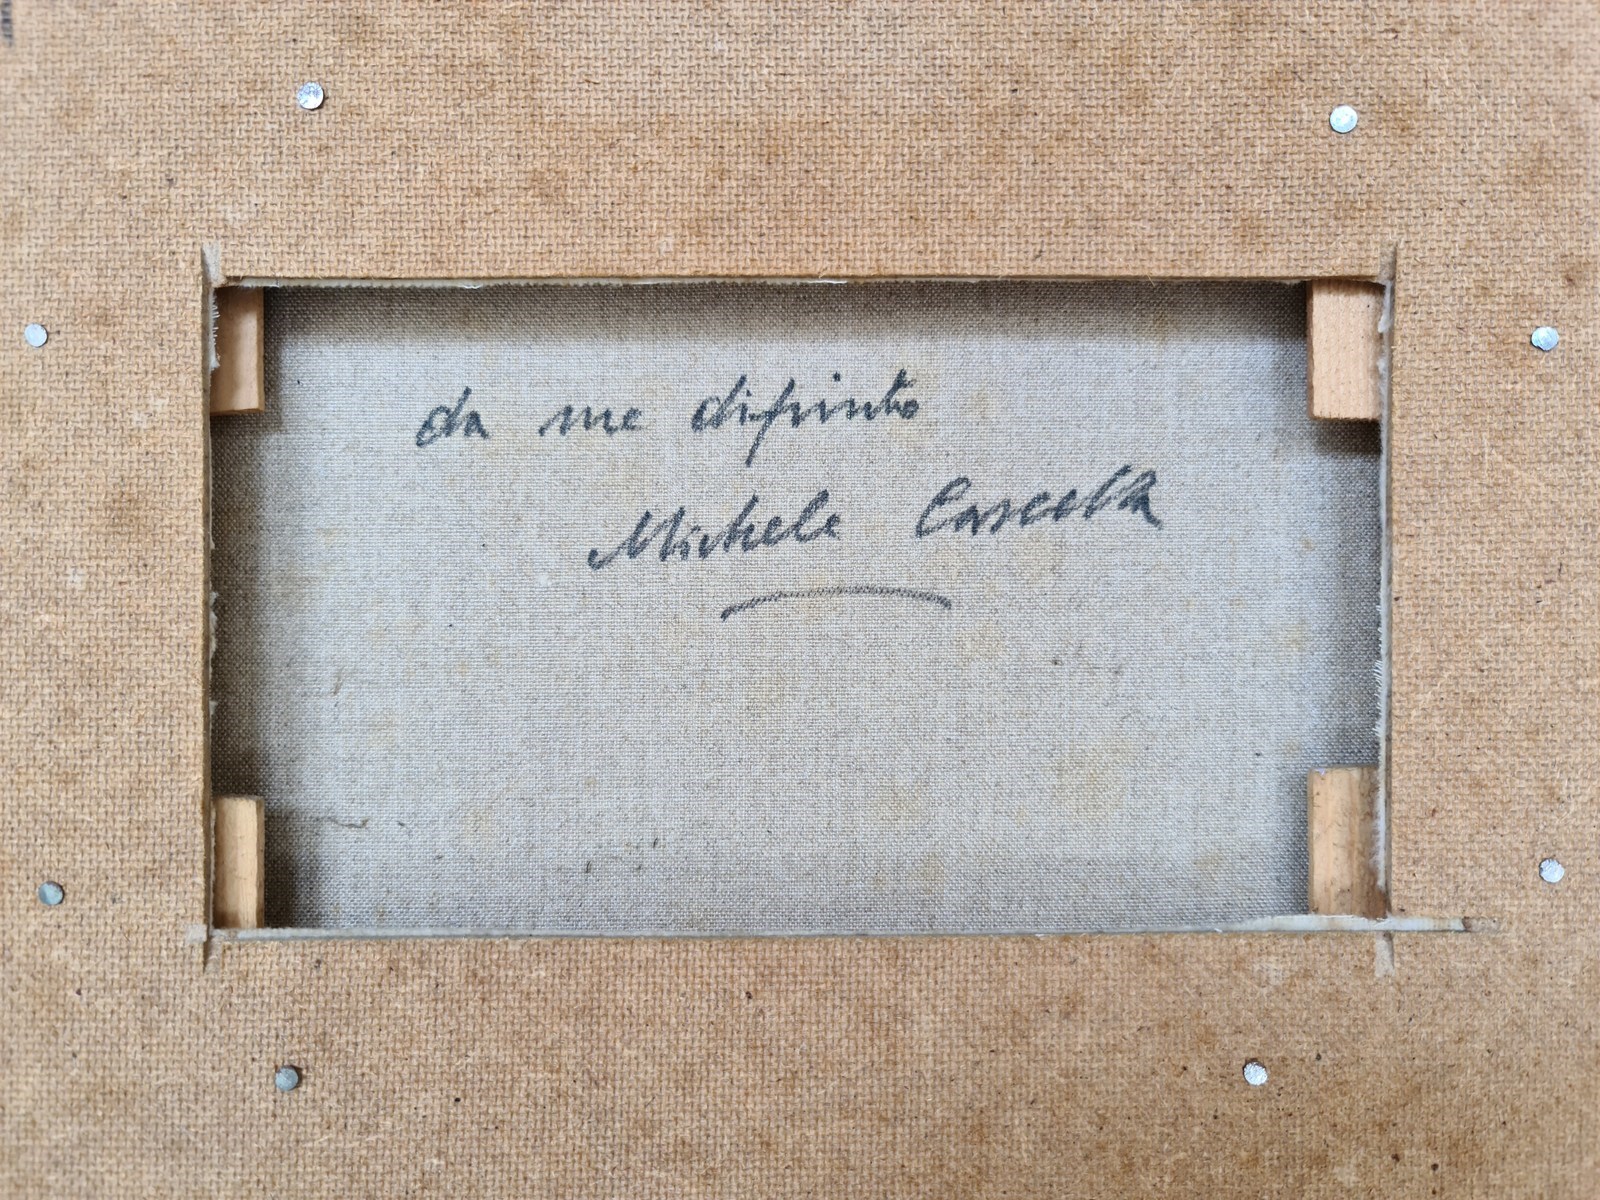 da me dipinto
Michele Cascella